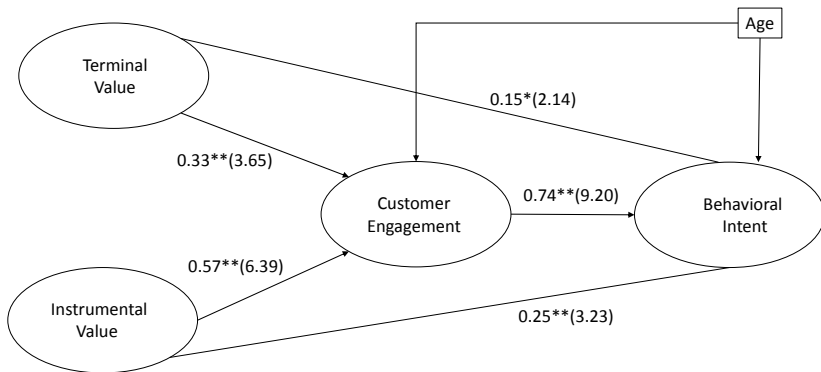 Age
Terminal
Value
0.15*(2.14)
0.33**(3.65)
Customer
Engagement
0.74**(9.20)
Behavioral
Intent
0.57**(6.39)
Instrumental
Value
0.25**(3.23)